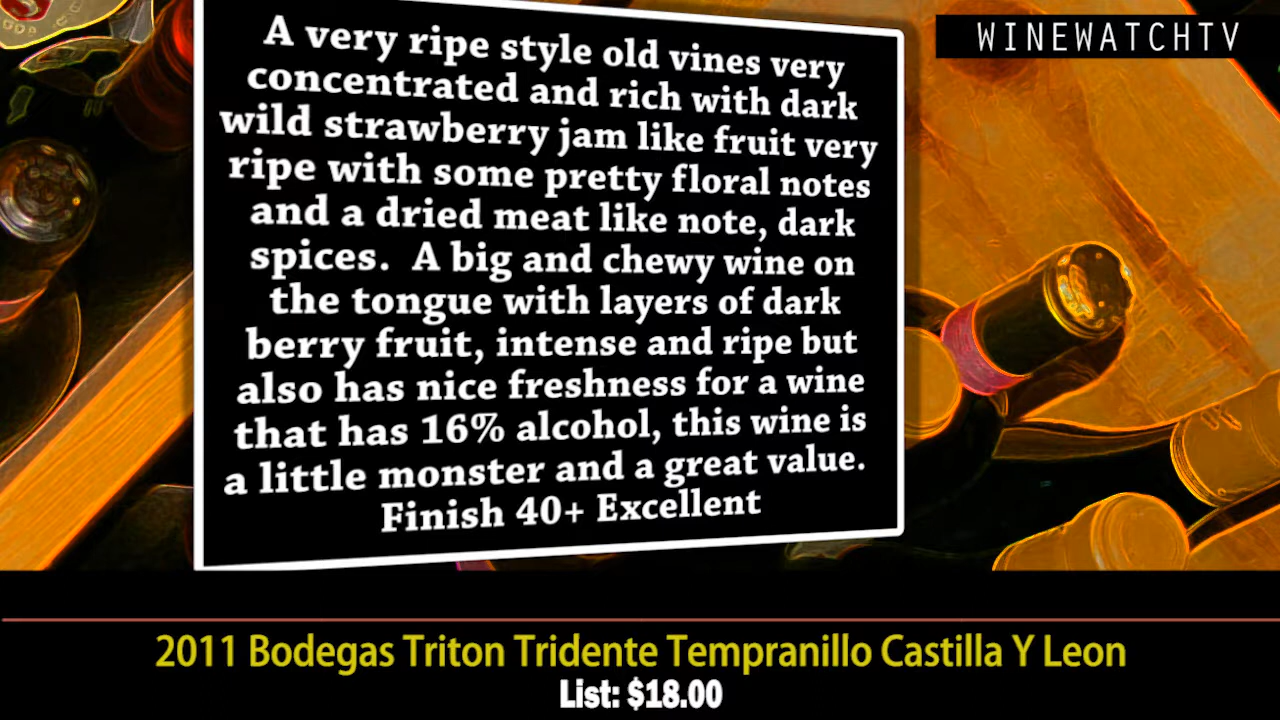 WINEWATCHTV
A very ripe style old vines very
concentrated and rich with dark
wild strawberry jam like fruit very
ripe with some pretty floral notes
and a dried meat like note, dark
spices. A big and chewy wine on
the tongue with layers of dark
berry fruit, intense and ripe but
also has nice freshness for a wine
that has 16% alcohol, this wine is
a little monster and a great value.
Finish 40+ Excellent
2011 Bodegas Triton Tridente Tempranillo Castilla Y Leon
List: $18.00